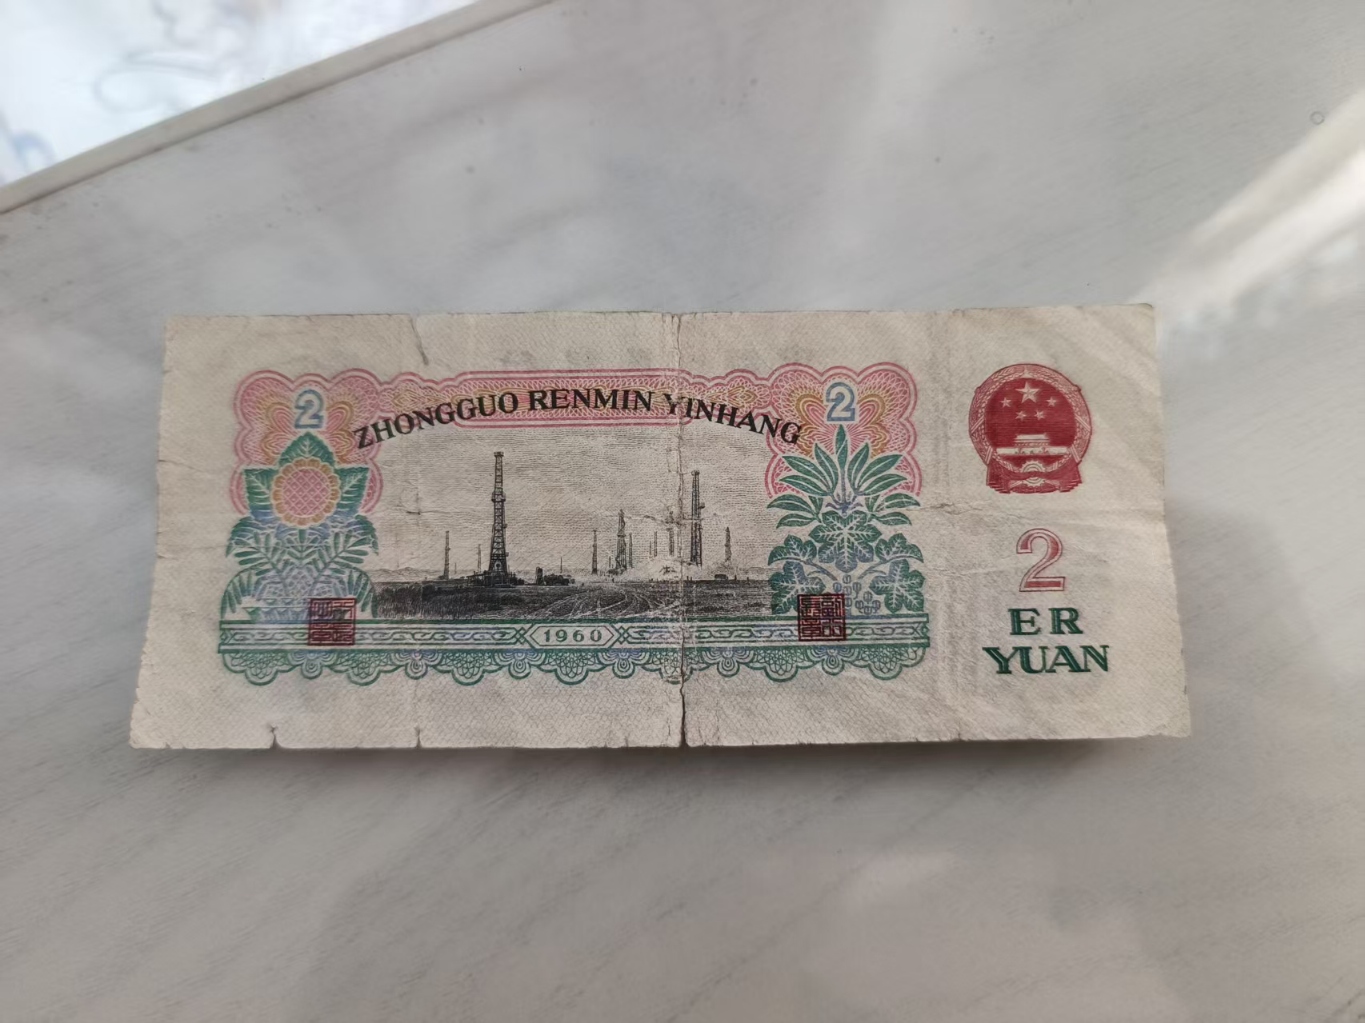 2
2
ZHONGGUO RENMIN YINHANG
1960
2
ER
YUAN